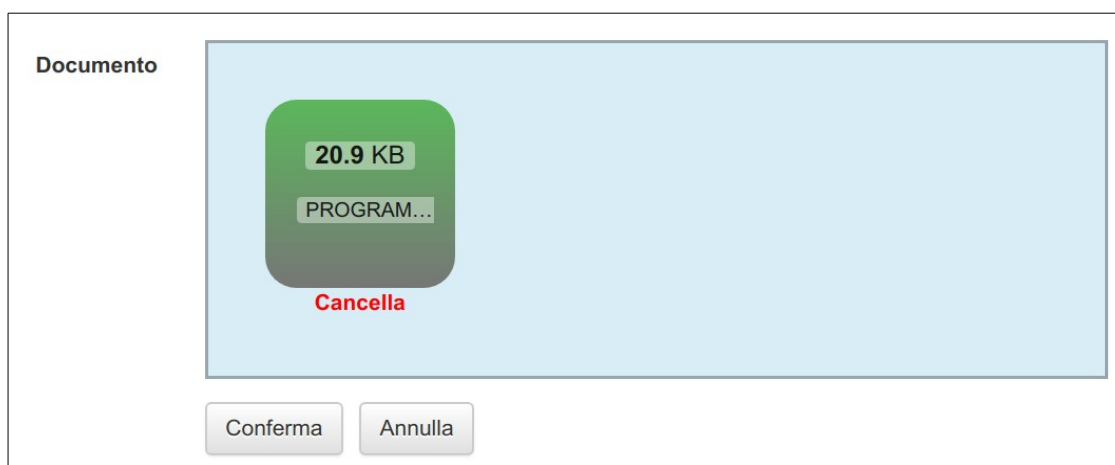 Documento
20.9 KB
PROGRAM…
Cancella
Conferma Annulla